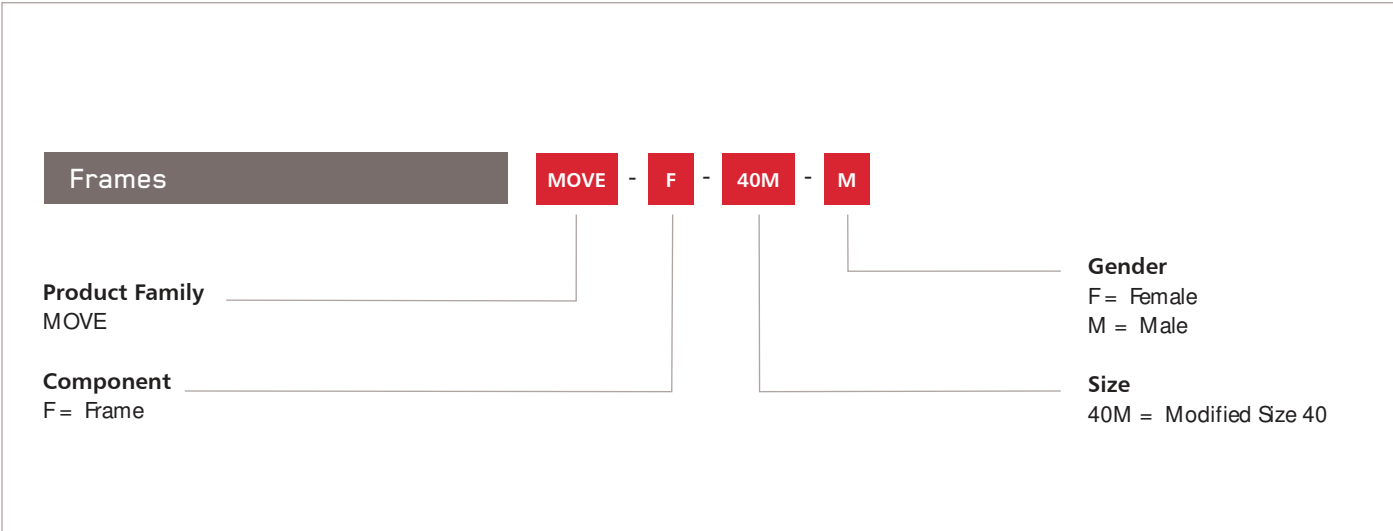 Frames
MOVE - F - 40M - M
Product Family
MOVE
Component
F = Frame
Gender
F = Female
M = Male
Size
40M = Modified Size 40